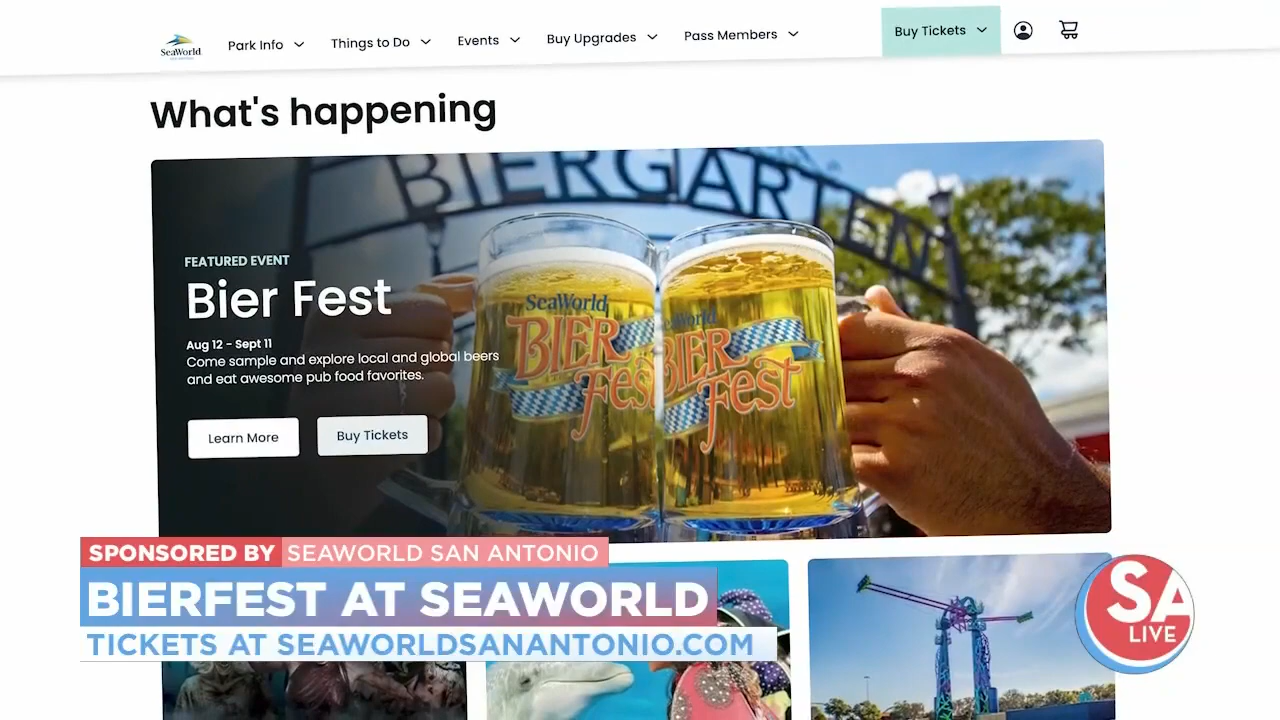 SeaWorld
Park Info
Things to Do
Events
Buy Upgrades
Pass Members
Buy Tickets
What's happening
BIERGARTEN
FEATURED EVENT
Bier Fest
Aug 12 - Sept 11
Come sample and explore local and global beers
and eat awesome pub food favorites.
Learn More
Buy Tickets
SeaWorld
BIER
Fest
SeaWorld
BIER
Fest
SPONSORED BY SEAWORLD SAN ANTONIO
BIERFEST AT SEAWORLD
TICKETS AT SEAWORLDSANANTONIO.COM
SA
LIVE